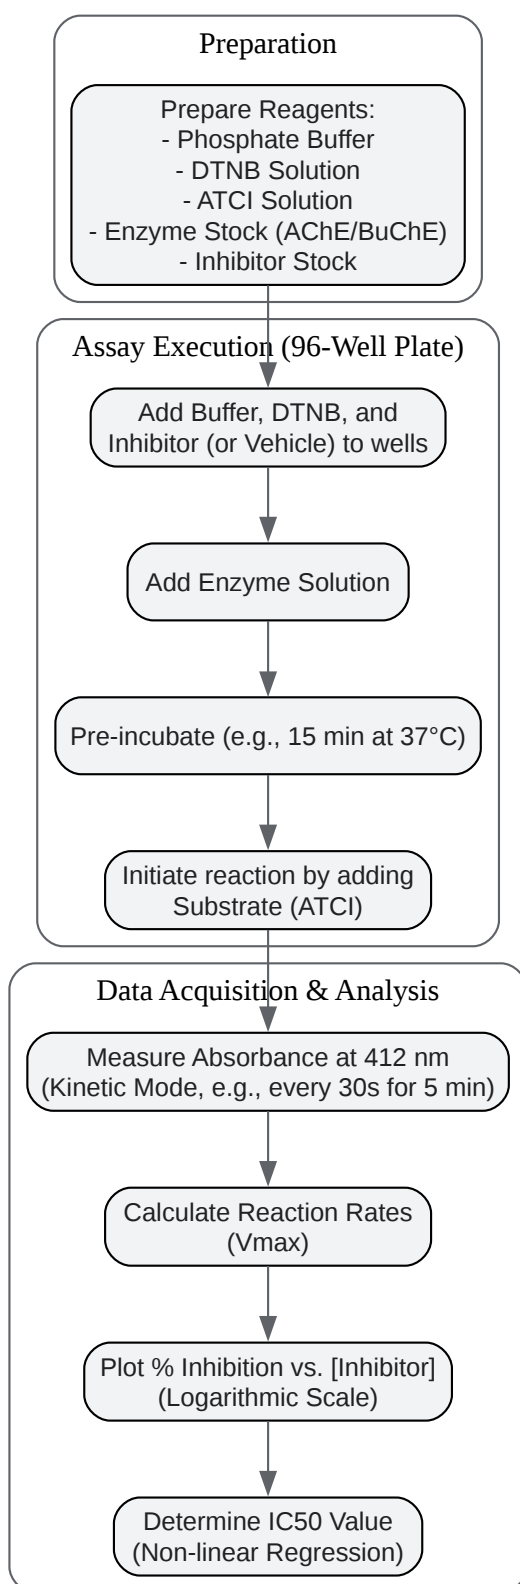 Preparation
Prepare Reagents:
- Phosphate Buffer
- DTNB Solution
- ATCI Solution
- Enzyme Stock (AChE/BuChE)
- Inhibitor Stock
Assay Execution (96-Well Plate)
Add Buffer, DTNB, and
Inhibitor (or Vehicle) to wells
Add Enzyme Solution
Pre-incubate (e.g., 15 min at 37°C)
Initiate reaction by adding
Substrate (ATCI)
Data Acquisition & Analysis
Measure Absorbance at 412 nm
(Kinetic Mode, e.g., every 30s for 5 min)
Calculate Reaction Rates
(Vmax)
Plot % Inhibition vs. [Inhibitor]
(Logarithmic Scale)
Determine IC50 Value
(Non-linear Regression)